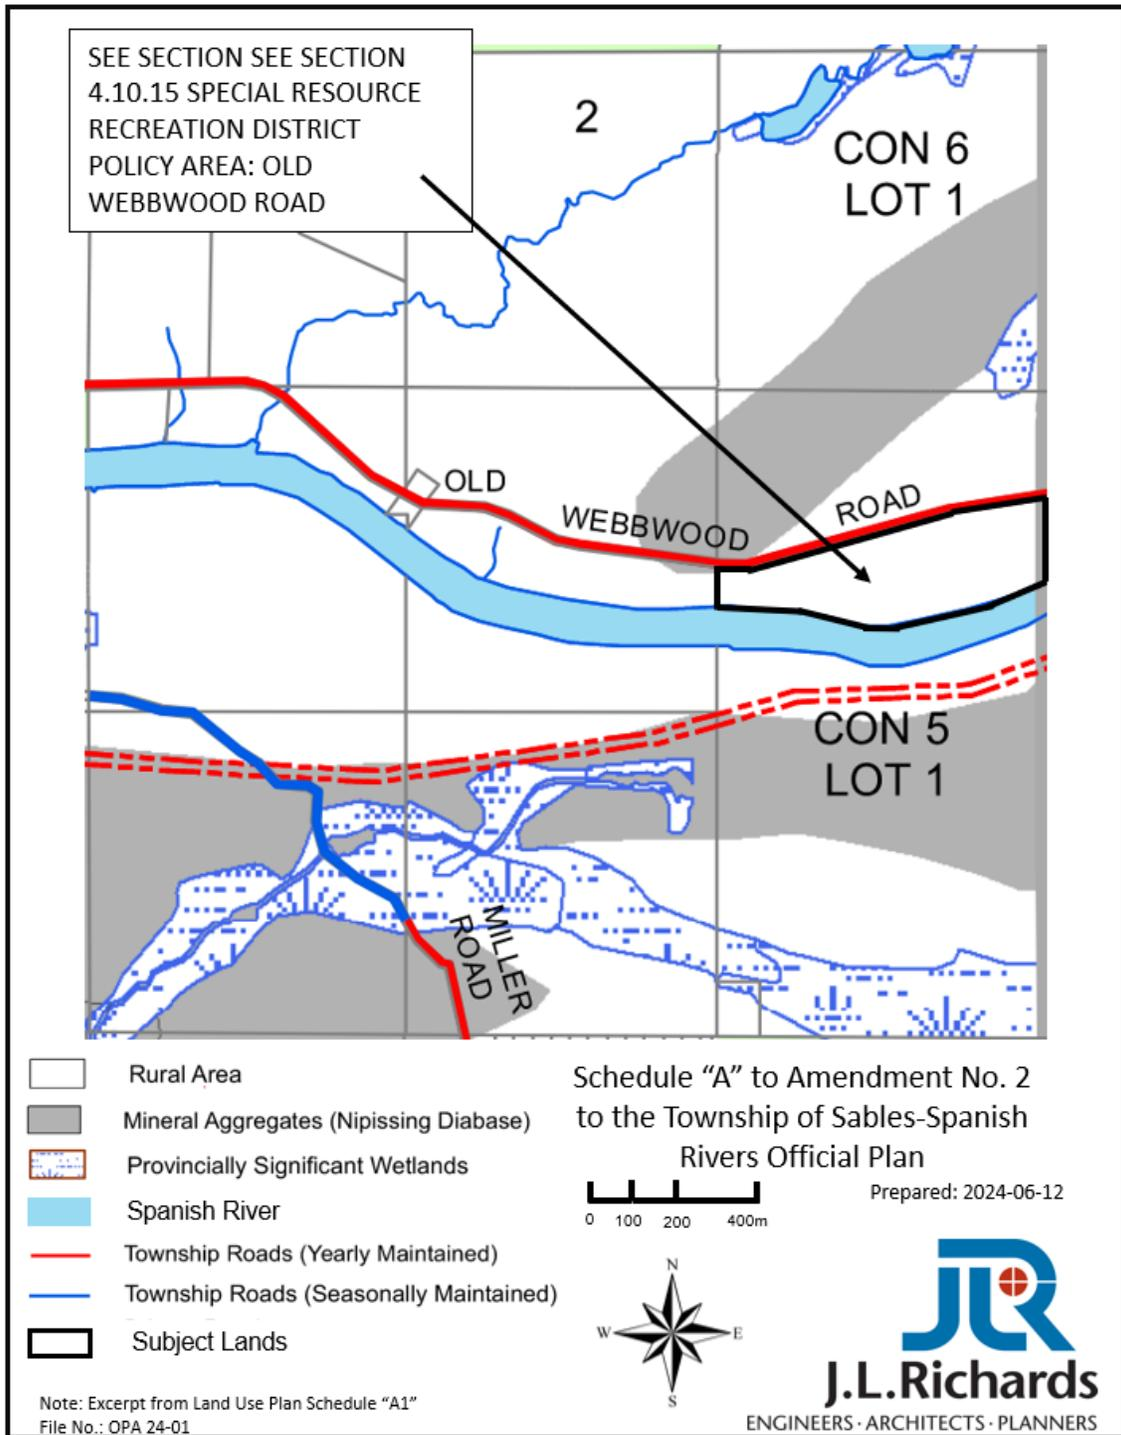 SEE SECTION SEE SECTION
4.10.15 SPECIAL RESOURCE
RECREATION DISTRICT
POLICY AREA: OLD
WEBBWOOD ROAD
2
CON 6
LOT 1
OLD
WEBBWOOD
ROAD
CON 5
LOT 1
MILLER
ROAD
Rural Area
Mineral Aggregates (Nipissing Diabase)
Provincially Significant Wetlands
Spanish River
Township Roads (Yearly Maintained)
Township Roads (Seasonally Maintained)
Subject Lands
Note: Excerpt from Land Use Plan Schedule “A1”
File No.: OPA 24-01
Schedule “A” to Amendment No. 2
to the Township of Sables-Spanish
Rivers Official Plan
Prepared: 2024-06-12
0 100 200 400m
N
W E
S
JLR
J.L.Richards
ENGINEERS · ARCHITECTS · PLANNERS